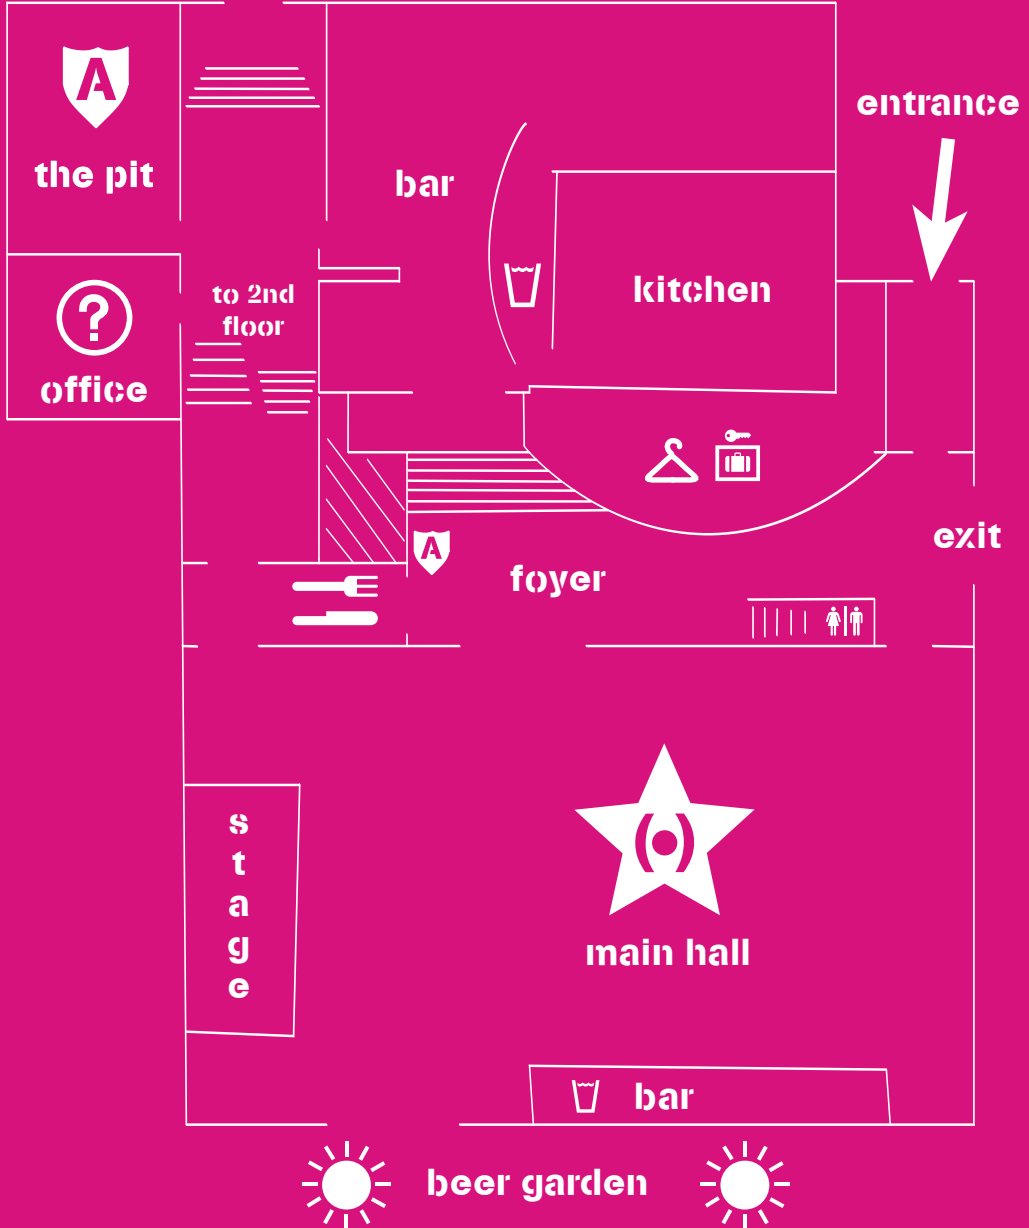 A
the pit
bar
entrance
kitchen
to 2nd
floor
?
office
A
exit
foyer
s
t
a
g
e
main hall
bar
beer garden